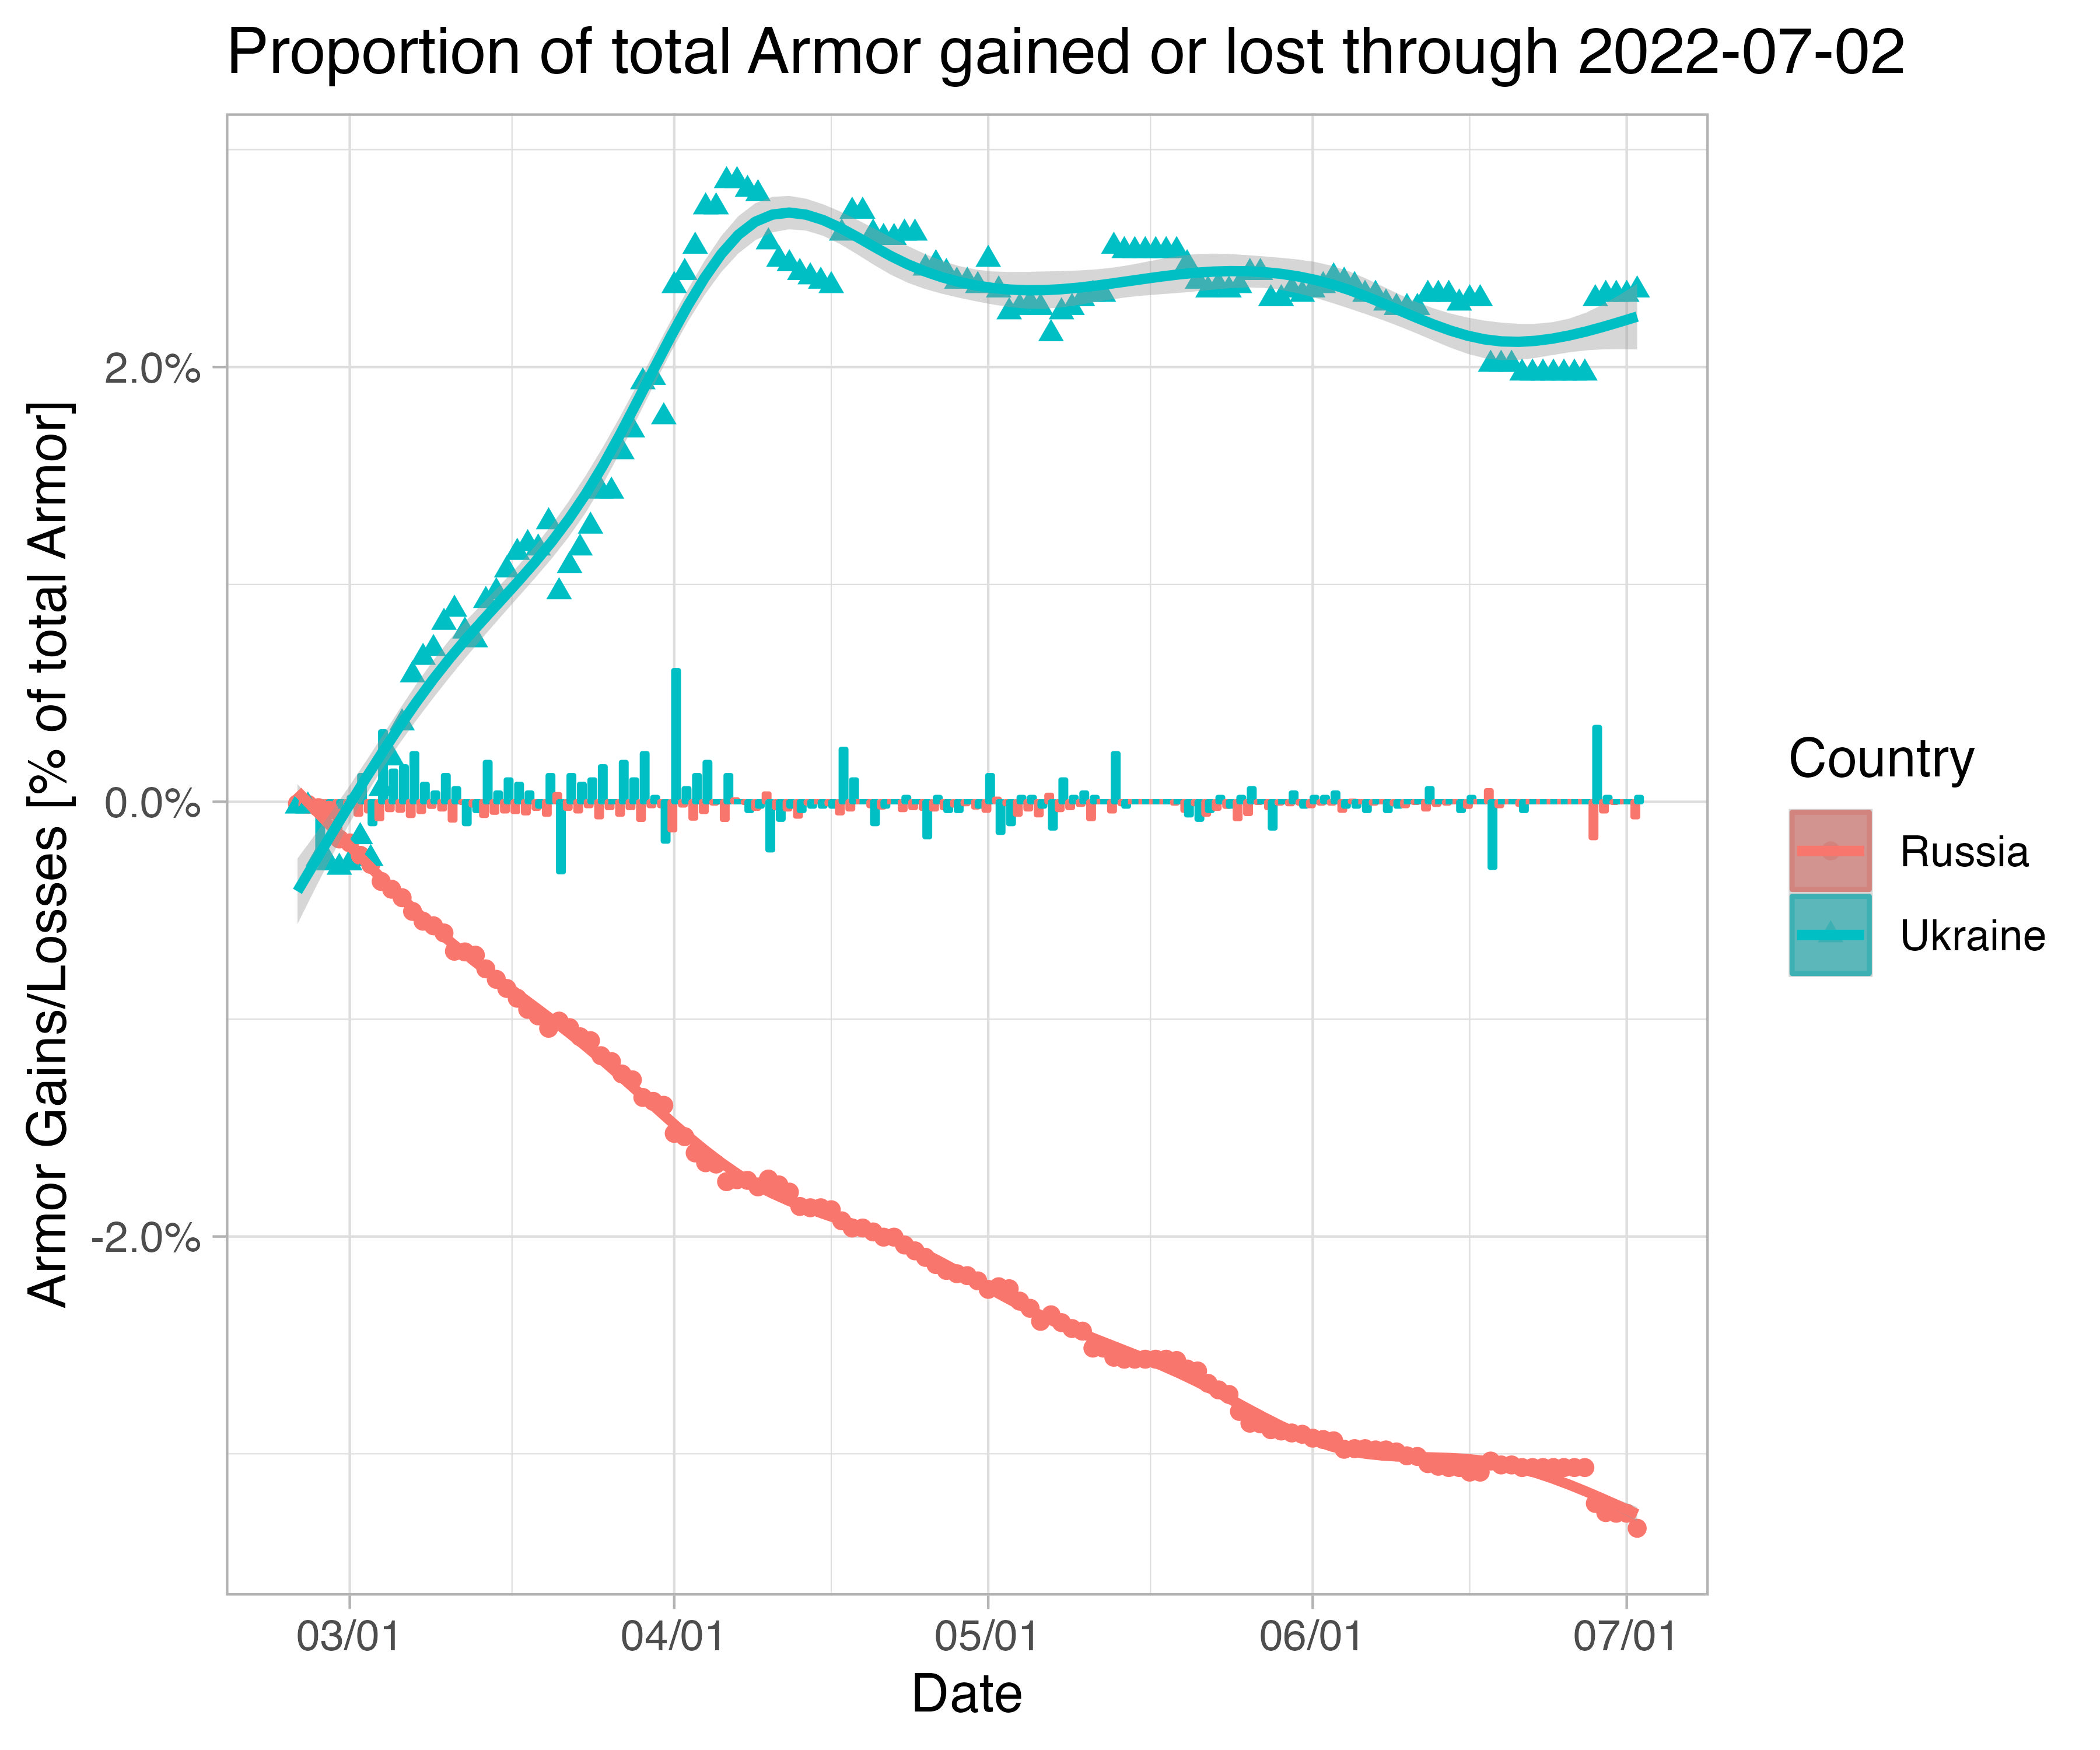 Proportion of total Armor gained or lost through 2022-07-02
Armor Gains/Losses [% of total Armor]
2.0%
0.0%
-2.0%
03/01
04/01
05/01
06/01
07/01
Date
Country
Russia
Ukraine